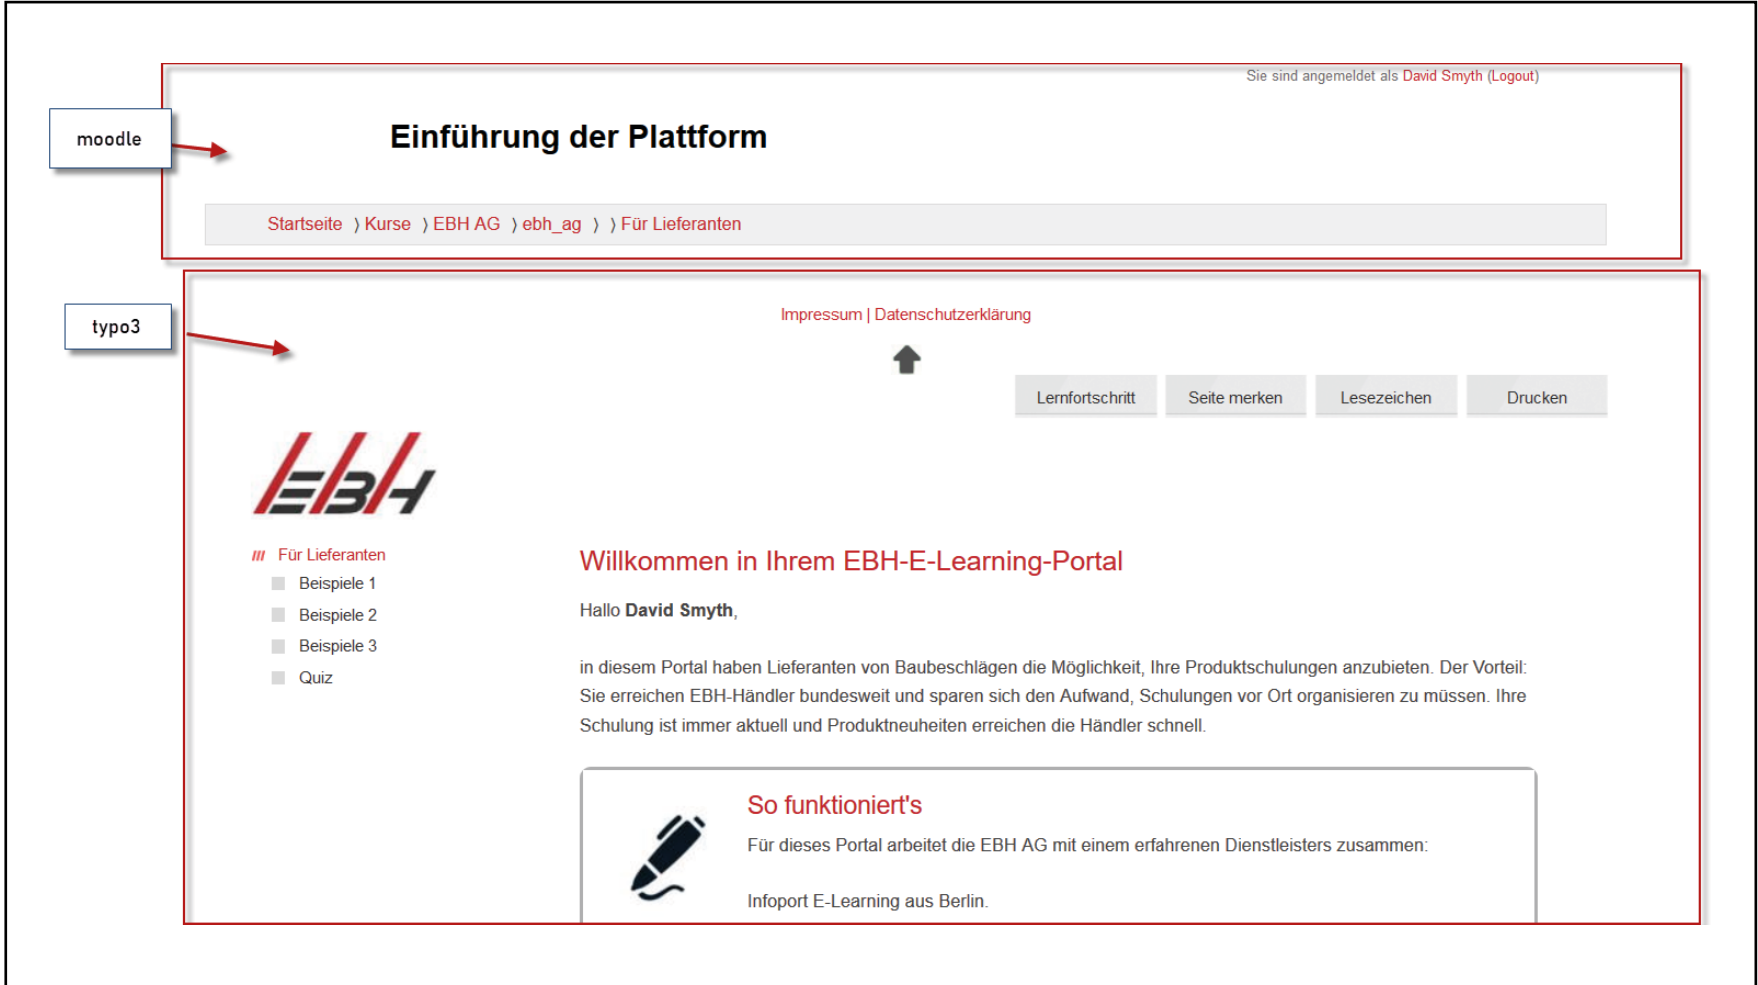 Sie sind angemeldet als David Smyth (Logout)
moodle
Einführung der Plattform
Startseite 〉Kurse 〉EBH AG 〉ebh_ag 〉 〉Für Lieferanten
typo3
Impressum | Datenschutzerklärung
Lernfortschritt Seite merken Lesezeichen Drucken
EBH
Für Lieferanten
Beispiele 1
Beispiele 2
Beispiele 3
Quiz
Willkommen in Ihrem EBH-E-Learning-Portal
Hallo David Smyth,
in diesem Portal haben Lieferanten von Baubeschlägen die Möglichkeit, Ihre Produktschulungen anzubieten. Der Vorteil:
Sie erreichen EBH-Händler bundesweit und sparen sich den Aufwand, Schulungen vor Ort organisieren zu müssen. Ihre
Schulung ist immer aktuell und Produktneuheiten erreichen die Händler schnell.
So funktioniert's
Für dieses Portal arbeitet die EBH AG mit einem erfahrenen Dienstleisters zusammen:
Infoport E-Learning aus Berlin.